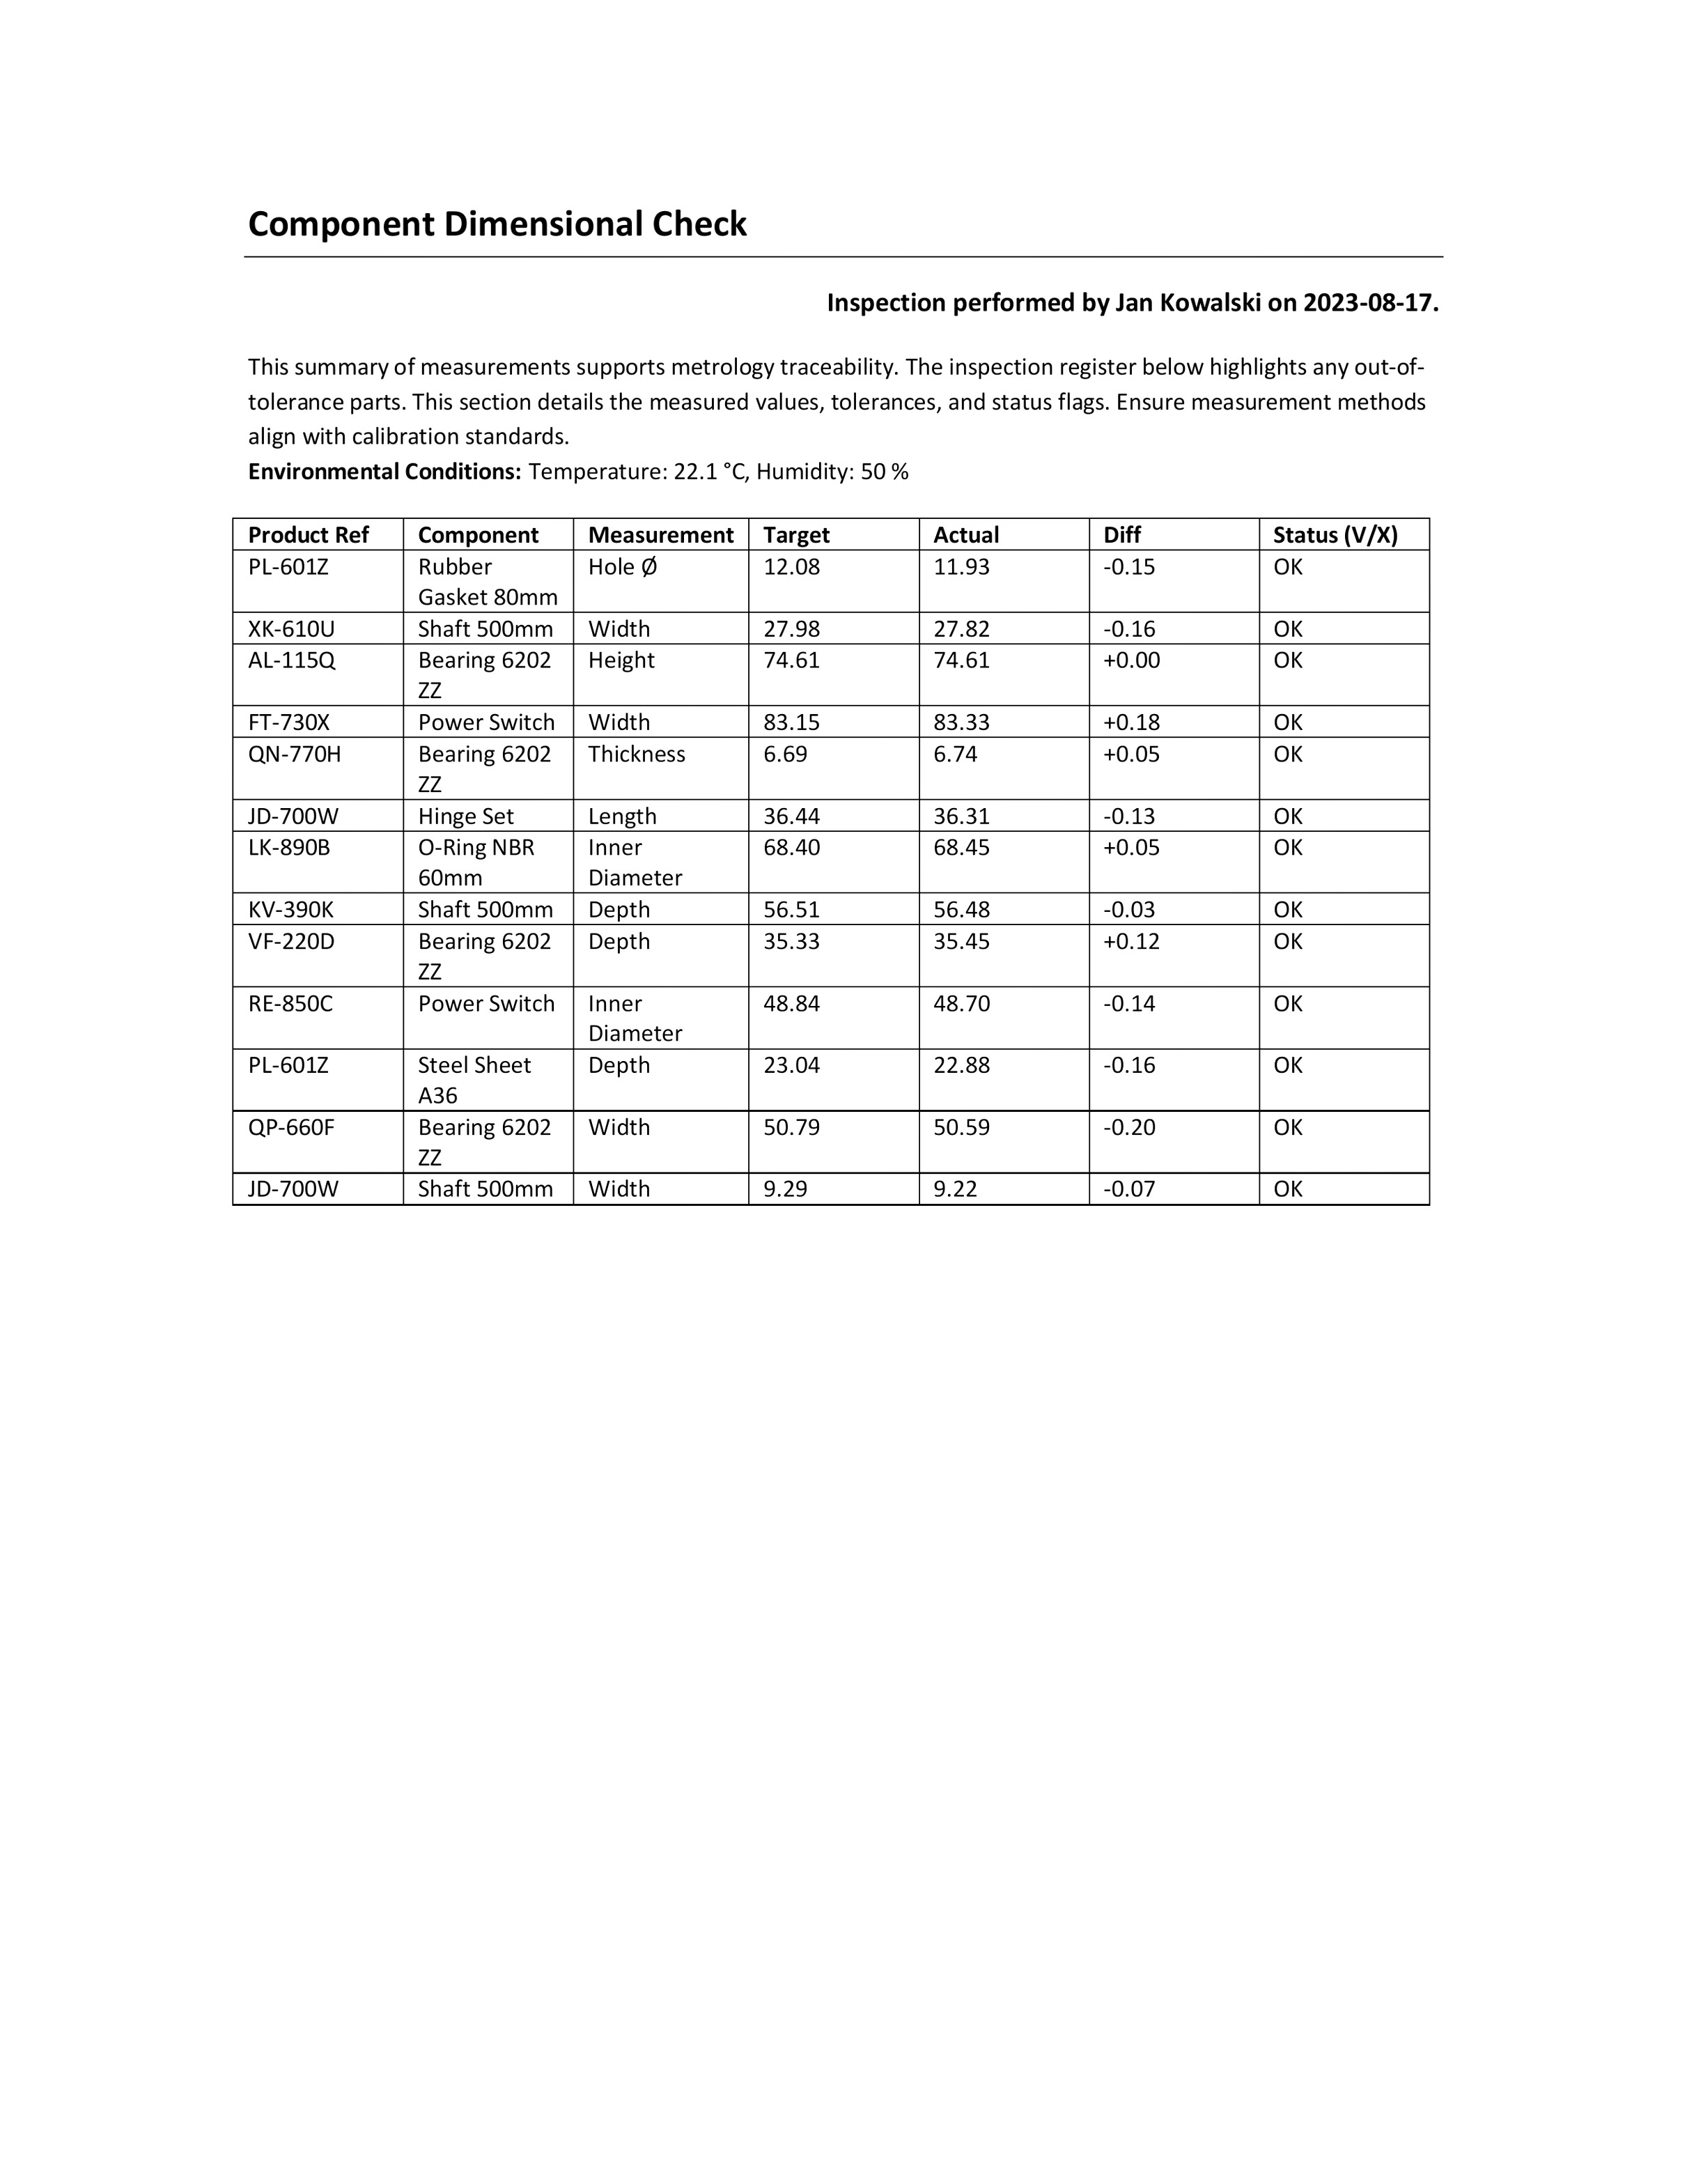 Component Dimensional Check
Inspection performed by Jan Kowalski on 2023-08-17.
This summary of measurements supports metrology traceability. The inspection register below highlights any out-of-
tolerance parts. This section details the measured values, tolerances, and status flags. Ensure measurement methods
align with calibration standards.
Environmental Conditions: Temperature: 22.1 °C, Humidity: 50 %
Product Ref Component Measurement Target Actual Diff Status (V/X)
PL-601Z Rubber Hole Ø 12.08 11.93 -0.15 OK
Gasket 80mm
XK-610U Shaft 500mm Width 27.98 27.82 -0.16 OK
AL-115Q Bearing 6202 Height 74.61 74.61 +0.00 OK
ZZ
FT-730X Power Switch Width 83.15 83.33 +0.18 OK
QN-770H Bearing 6202 Thickness 6.69 6.74 +0.05 OK
ZZ
JD-700W Hinge Set Length 36.44 36.31 -0.13 OK
LK-890B O-Ring NBR Inner 68.40 68.45 +0.05 OK
60mm Diameter
KV-390K Shaft 500mm Depth 56.51 56.48 -0.03 OK
VF-220D Bearing 6202 Depth 35.33 35.45 +0.12 OK
ZZ
RE-850C Power Switch Inner 48.84 48.70 -0.14 OK
Diameter
PL-601Z Steel Sheet Depth 23.04 22.88 -0.16 OK
A36
QP-660F Bearing 6202 Width 50.79 50.59 -0.20 OK
ZZ
JD-700W Shaft 500mm Width 9.29 9.22 -0.07 OK